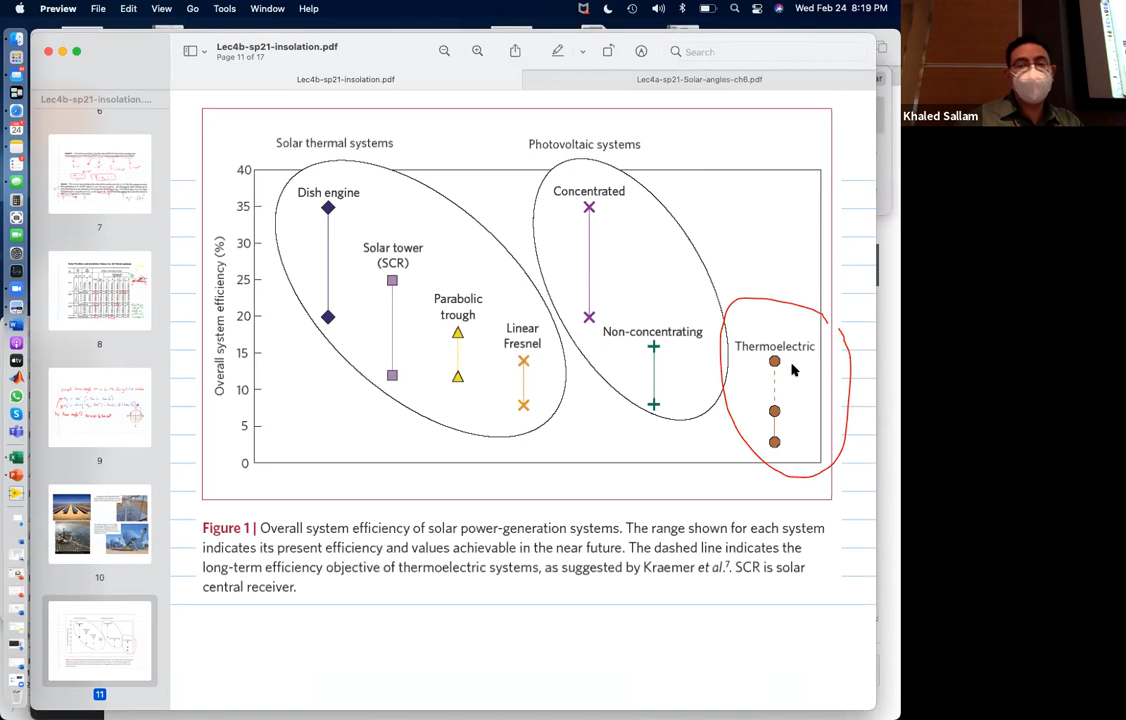 Preview File Edit View Go Tools Window Help
Wed Feb 24 8:19 PM
Lec4b-sp21-insolation.pdf
Page 11 of 17
Search
Lec4b-sp21-insolation.pdf
Lec4a-sp21-Solar-angles-ch6.pdf
Lec4b-sp21-insolation....
6
7
8
9
10
11
Khaled Sallam
Solar thermal systems
Photovoltaic systems
Overall system efficiency (%)
40
35
30
25
20
15
10
5
0
Dish engine
Solar tower
(SCR)
Parabolic
trough
Linear
Fresnel
Concentrated
Non-concentrating
Thermoelectric
Figure 1 | Overall system efficiency of solar power-generation systems. The range shown for each system
indicates its present efficiency and values achievable in the near future. The dashed line indicates the
long-term efficiency objective of thermoelectric systems, as suggested by Kraemer et al.⁷. SCR is solar
central receiver.